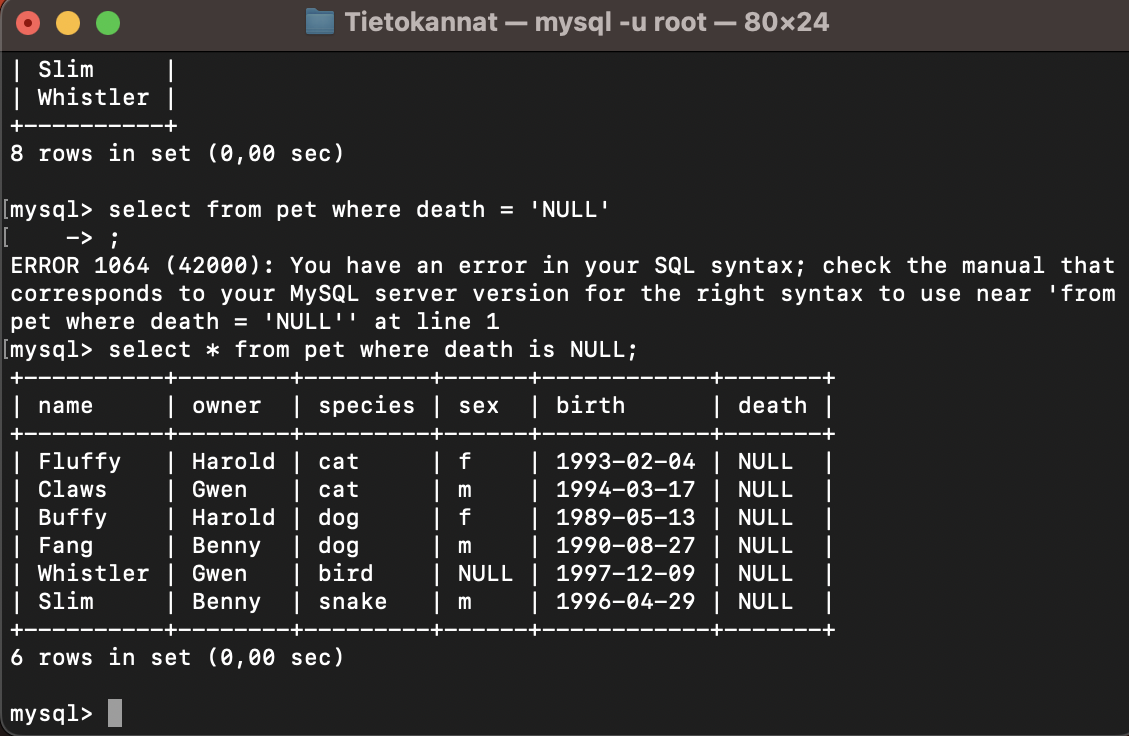 Tietokannat — mysql -u root — 80×24
| Slim     |
| Whistler |
+----------+
8 rows in set (0,00 sec)

[mysql> select from pet where death = 'NULL'
[    -> ;
ERROR 1064 (42000): You have an error in your SQL syntax; check the manual that
corresponds to your MySQL server version for the right syntax to use near 'from
pet where death = 'NULL'' at line 1
[mysql> select * from pet where death is NULL;
+----------+--------+---------+------+------------+-------+
| name     | owner  | species | sex  | birth      | death |
+----------+--------+---------+------+------------+-------+
| Fluffy   | Harold | cat     | f    | 1993-02-04 | NULL  |
| Claws    | Gwen   | cat     | m    | 1994-03-17 | NULL  |
| Buffy    | Harold | dog     | f    | 1989-05-13 | NULL  |
| Fang     | Benny  | dog     | m    | 1990-08-27 | NULL  |
| Whistler | Gwen   | bird    | NULL | 1997-12-09 | NULL  |
| Slim     | Benny  | snake   | m    | 1996-04-29 | NULL  |
+----------+--------+---------+------+------------+-------+
6 rows in set (0,00 sec)

mysql>